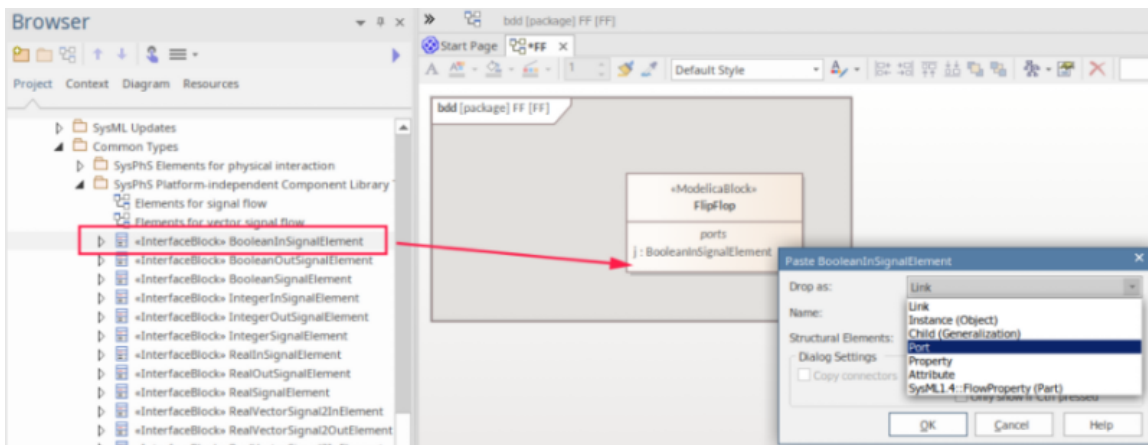 Browser
Project Context Diagram Resources
SysML Updates
Common Types
SysPhS Elements for physical interaction
SysPhS Platform-independent Component Library
Elements for signal flow
Elements for vector signal flow
«InterfaceBlock» BooleanInSignalElement
«InterfaceBlock» BooleanOutSignalElement
«InterfaceBlock» BooleanSignalElement
«InterfaceBlock» IntegerInSignalElement
«InterfaceBlock» IntegerOutSignalElement
«InterfaceBlock» IntegerSignalElement
«InterfaceBlock» RealInSignalElement
«InterfaceBlock» RealOutSignalElement
«InterfaceBlock» RealSignalElement
«InterfaceBlock» RealVectorSignal2InElement
«InterfaceBlock» RealVectorSignal2OutElement
bdd [package] FF [FF]
Start Page *FF
1 Default Style
bdd [package] FF [FF]
«ModelicaBlock»
FlipFlop
ports
j : BooleanInSignalElement
Paste BooleanInSignalElement
Drop as: Link
Name:
Structural Elements:
Dialog Settings
Copy connectors
Link
Instance (Object)
Child (Generalization)
Port
Property
Attribute
SysML1.4::FlowProperty (Part)
Only show if Ctrl pressed
OK Cancel Help